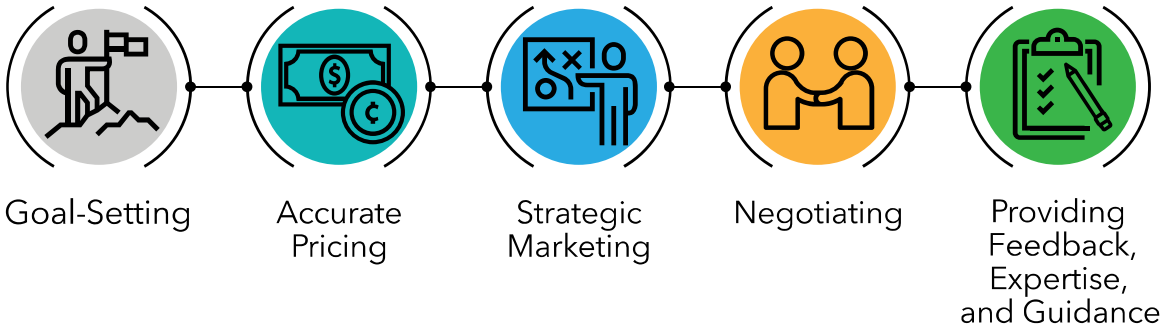 $
¢
Goal-Setting
Accurate
Pricing
Strategic
Marketing
Negotiating
Providing
Feedback,
Expertise,
and Guidance